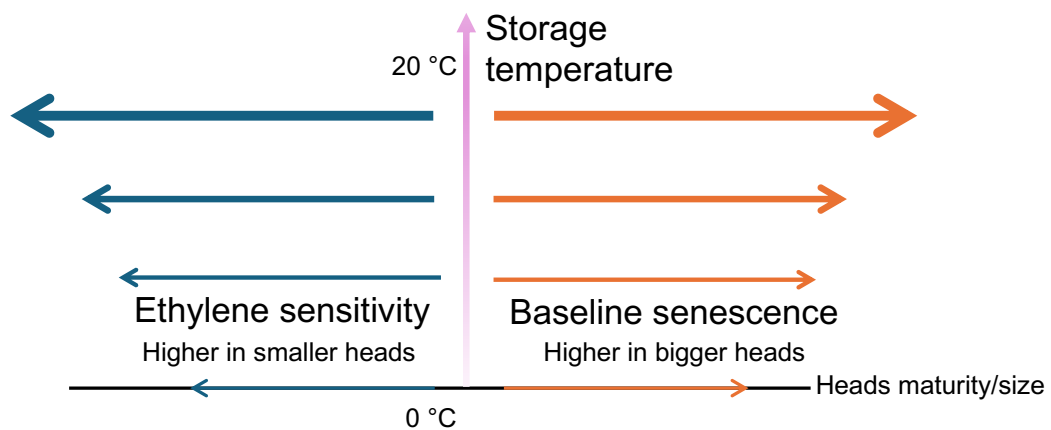 Storage
temperature
20 °C
Ethylene sensitivity
Higher in smaller heads
Baseline senescence
Higher in bigger heads
Heads maturity/size
0 °C